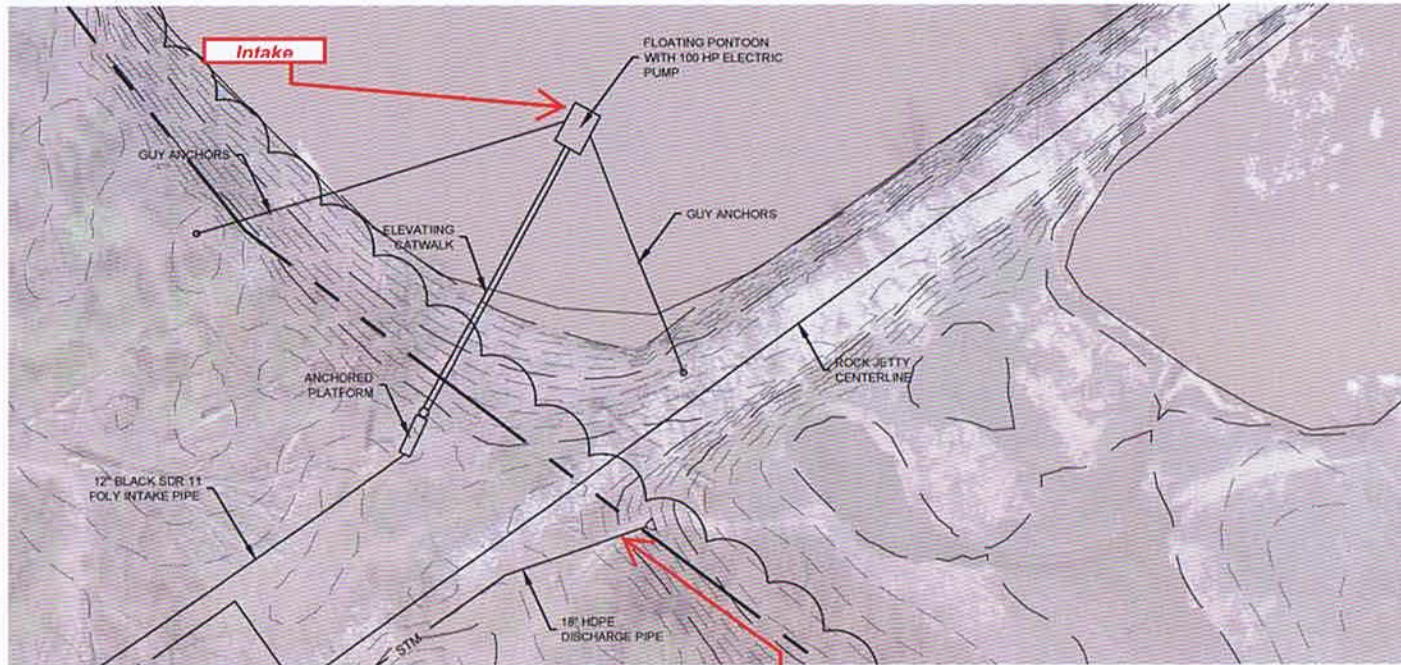 Intake
FLOATING PONTOON
WITH 100 HP ELECTRIC
PUMP
GUY ANCHORS
GUY ANCHORS
ELEVATIING
CATWALK
ANCHORED
PLATFORM
ROCK JETTY
CENTERLINE
12" BLACK SDR 11
POLY INTAKE PIPE
18" HDPE
DISCHARGE PIPE
STM